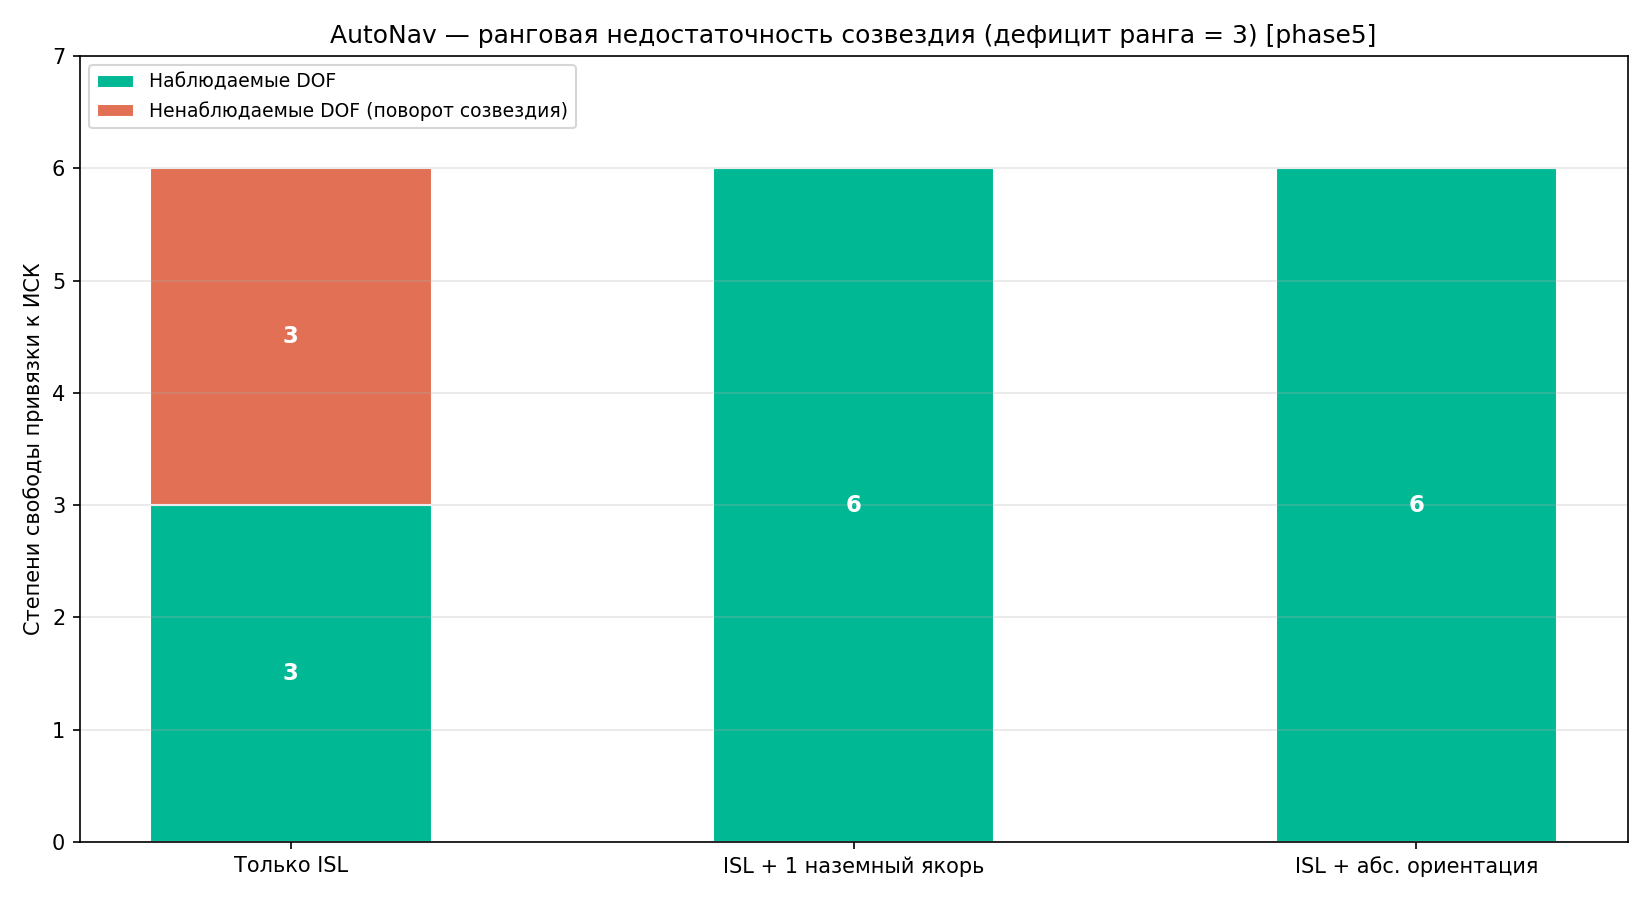 AutoNav — ранговая недостаточность созвездия (дефицит ранга = 3) [phase5]
Наблюдаемые DOF
Ненаблюдаемые DOF (поворот созвездия)
Степени свободы привязки к ИСК
7
6
5
4
3
2
1
0
3
3
6
6
Только ISL
ISL + 1 наземный якорь
ISL + абс. ориентация